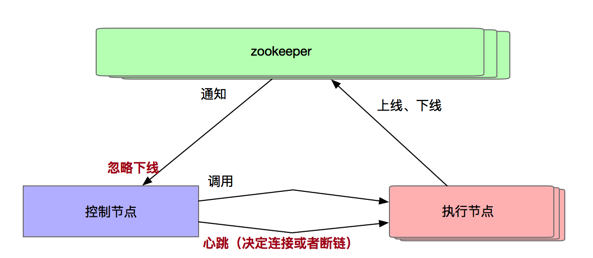 zookeeper
通知
上线、下线
忽略下线
调用
控制节点
执行节点
心跳（决定连接或者断链）